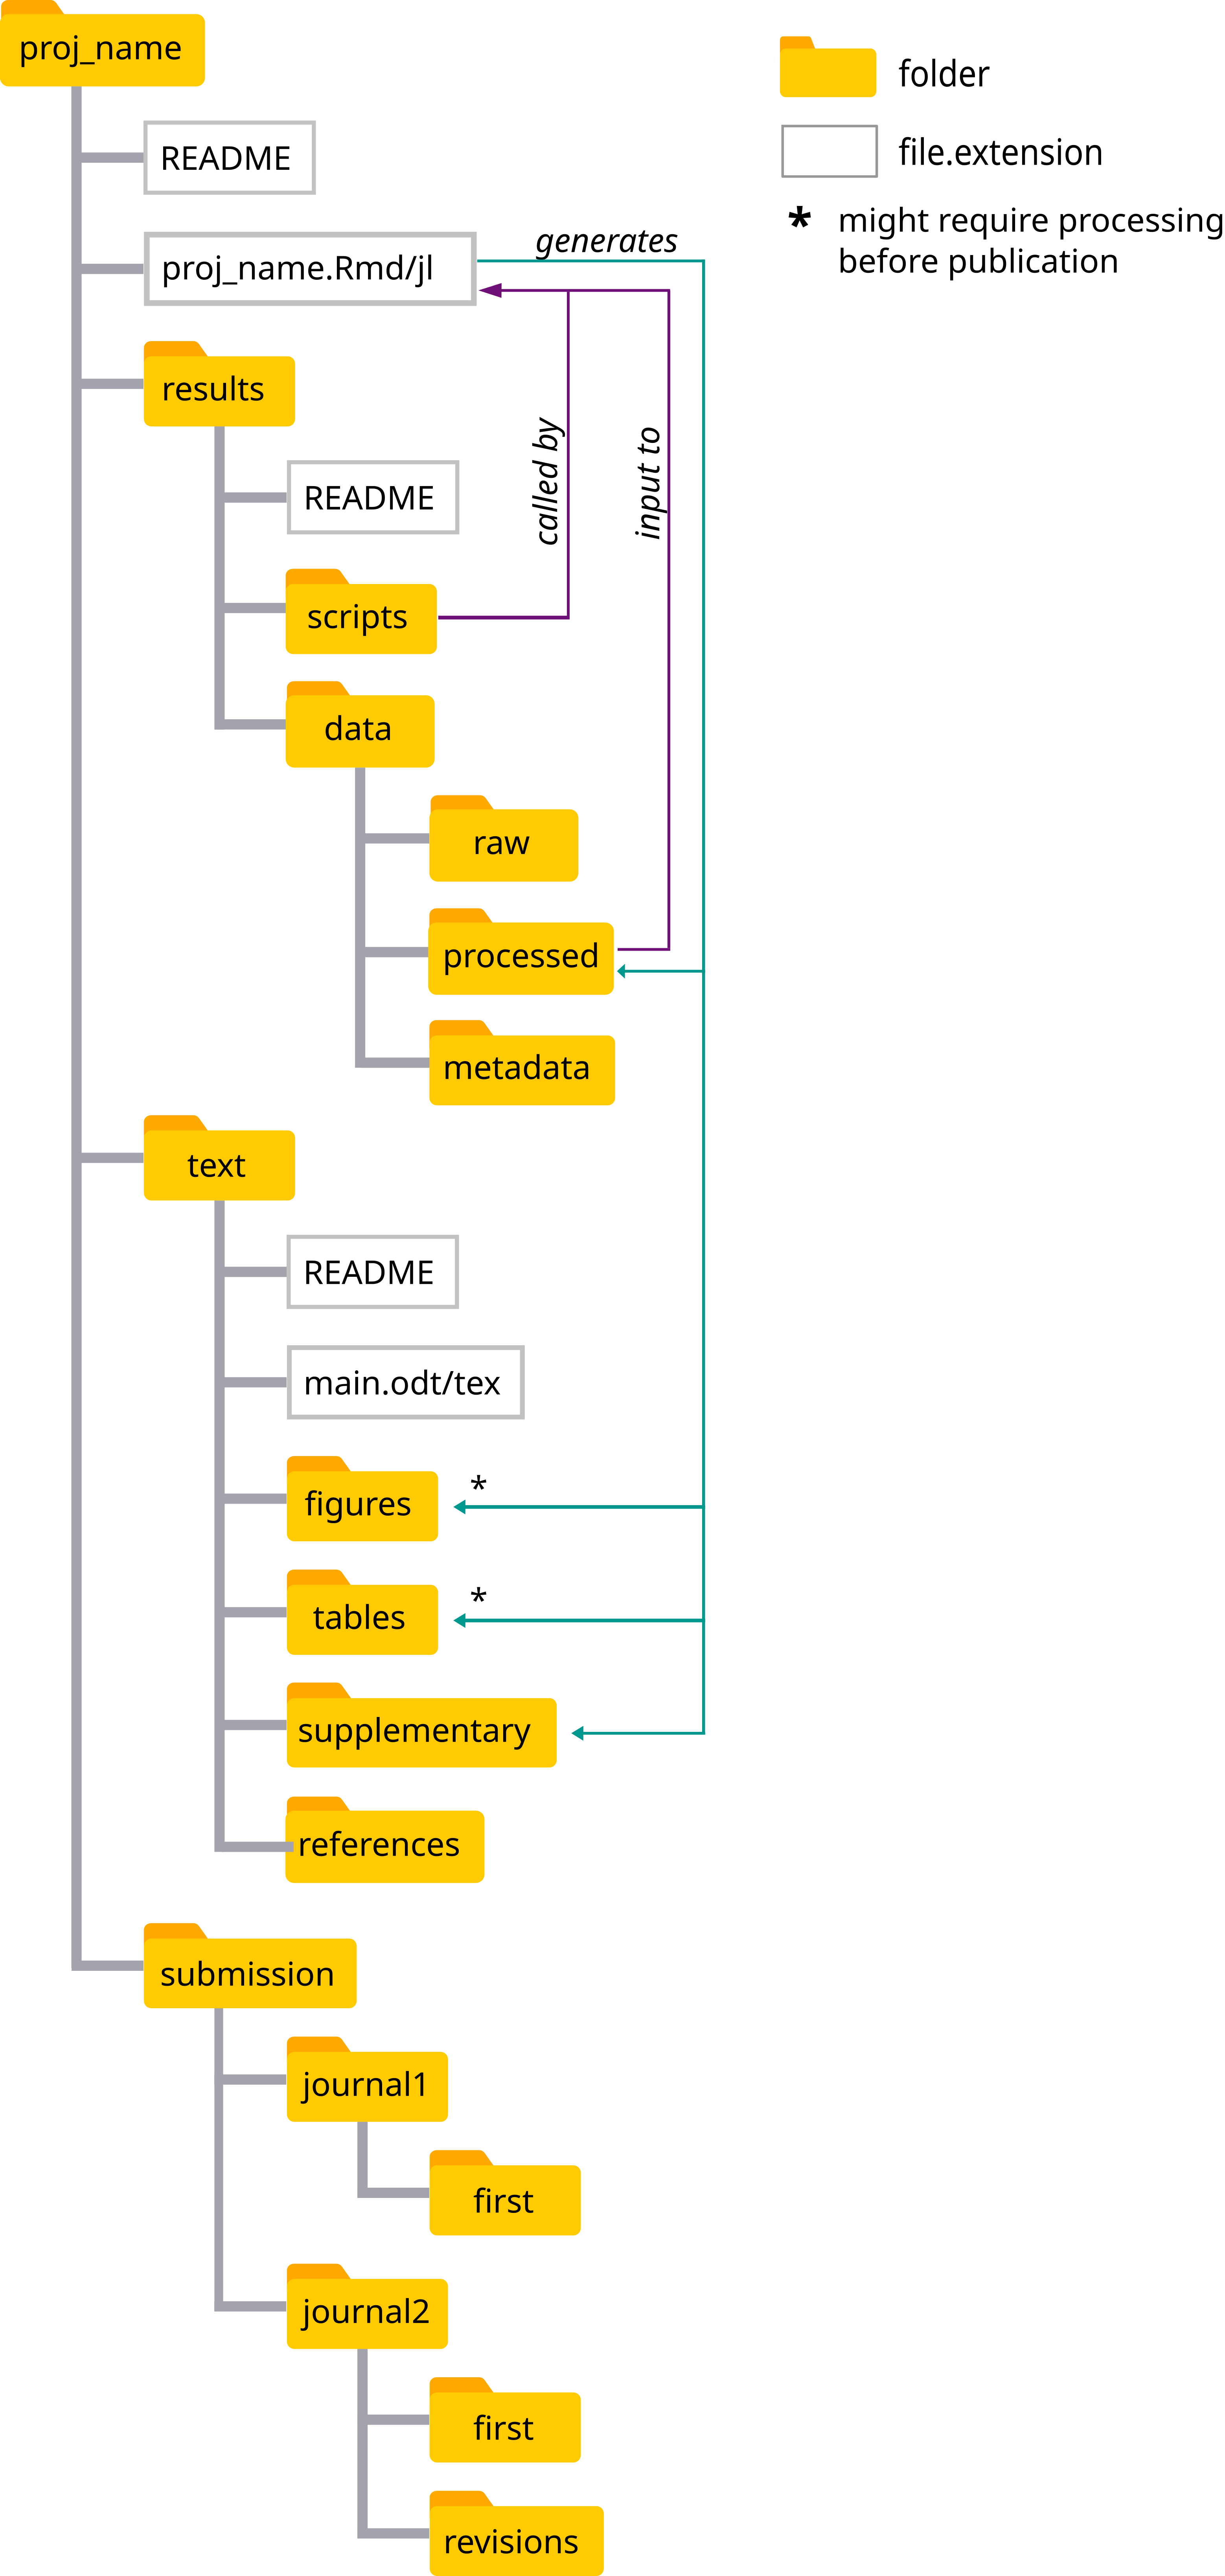 proj_name
folder
README
file.extension
* might require processing
before publication
generates
proj_name.Rmd/jl
results
called by
input to
README
scripts
data
raw
processed
metadata
text
README
main.odt/tex
*
figures
*
tables
supplementary
references
submission
journal1
first
journal2
first
revisions